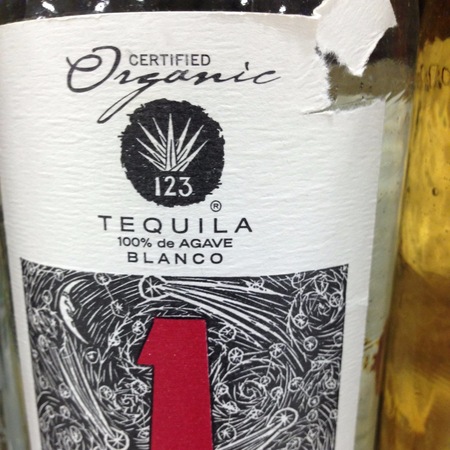 CERTIFIED
Organic
123
®
TEQUILA
100% de AGAVE
BLANCO
1